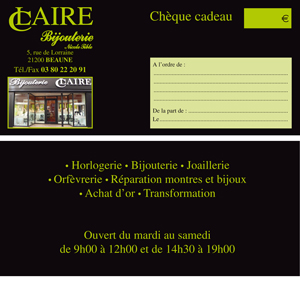 CLAIRE
Bijouterie
Nicole Sible
5, rue de Lorraine
21200 BEAUNE
Tél./Fax 03 80 22 20 91
Bijouterie CLAIRE
Chèque cadeau
€
A l'ordre de :
De la part de :
Le
• Horlogerie • Bijouterie • Joaillerie
• Orfèvrerie • Réparation montres et bijoux
• Achat d'or • Transformation
Ouvert du mardi au samedi
de 9h00 à 12h00 et de 14h30 à 19h00